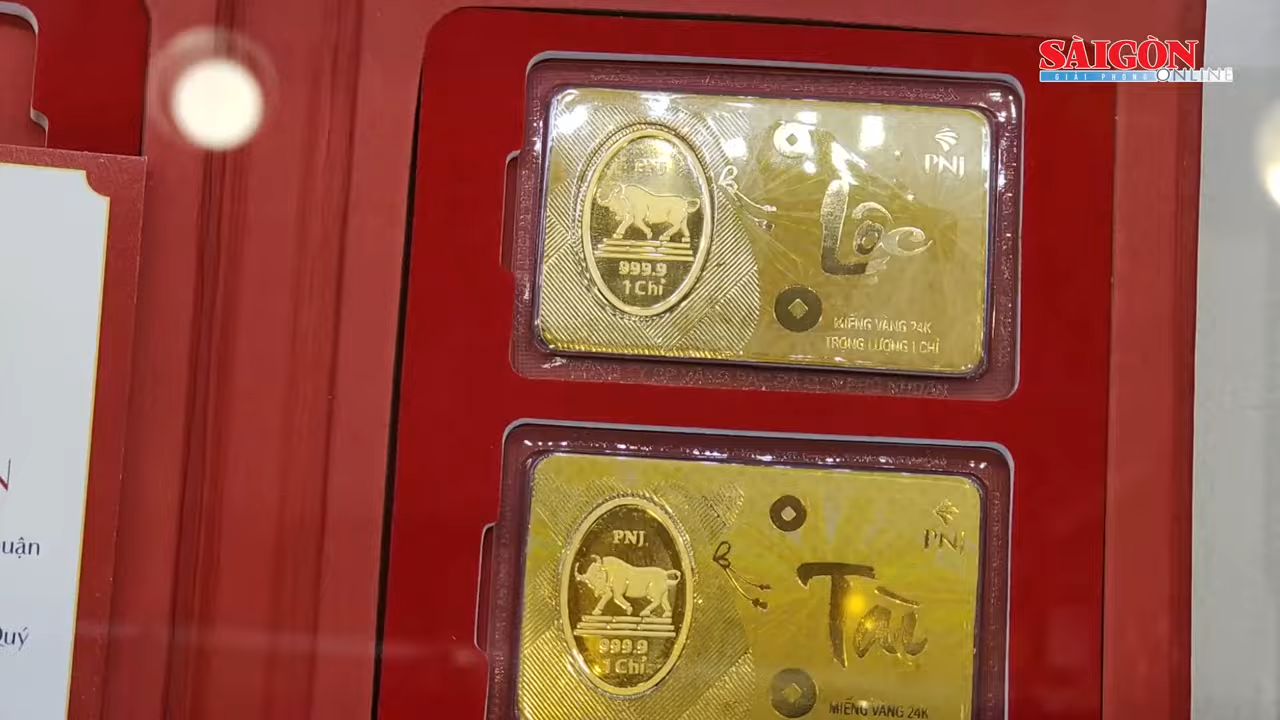 SÀIGÒN
GIẢI PHÓNG ONLINE
PNJ
999.9
1 Chỉ
PNJ
Lộc
MIẾNG VÀNG 24K
TRỌNG LƯỢNG 1 CHỈ
PNJ
999.9
1 Chỉ
PNJ
Tài
MIẾNG VÀNG 24K
uận
Quý